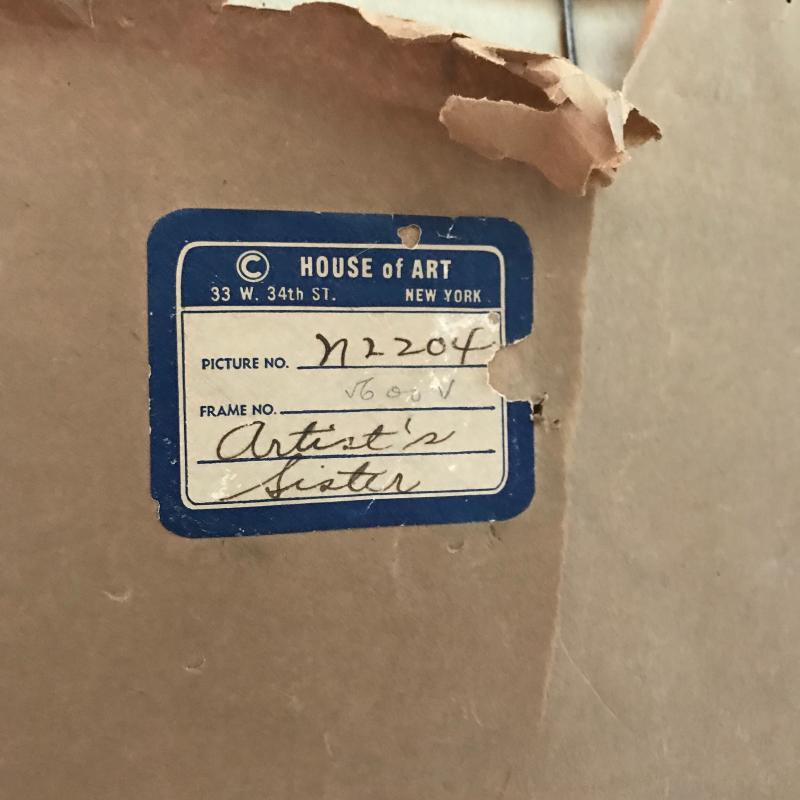 © HOUSE of ART
33 W. 34th ST. NEW YORK
PICTURE NO. N2204
FRAME NO.
Artist's
Sister